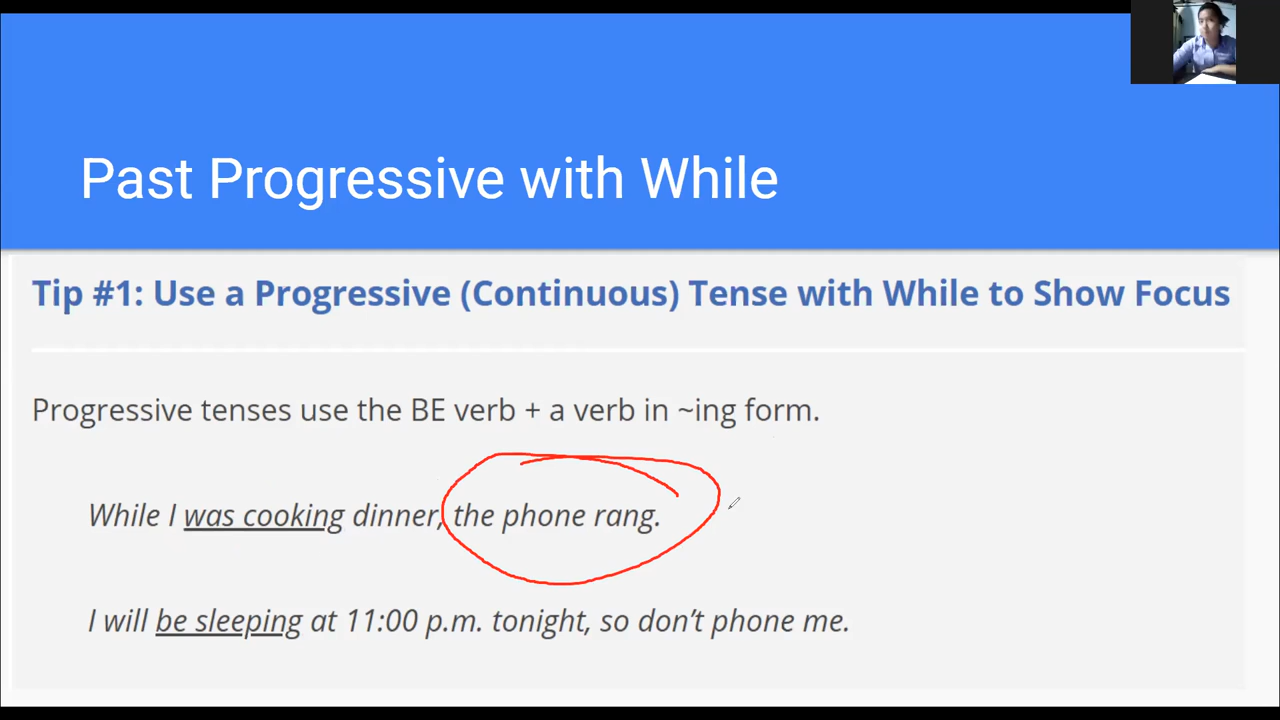 Past Progressive with While
Tip #1: Use a Progressive (Continuous) Tense with While to Show Focus
Progressive tenses use the BE verb + a verb in ~ing form.
While I was cooking dinner, the phone rang.
I will be sleeping at 11:00 p.m. tonight, so don’t phone me.